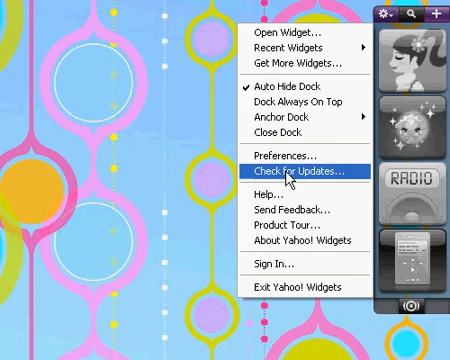 Open Widget...
Recent Widgets
Get More Widgets...
Auto Hide Dock
Dock Always On Top
Anchor Dock
Close Dock
Preferences...
Check for Updates...
Help...
Send Feedback...
Product Tour...
About Yahoo! Widgets
Sign In...
Exit Yahoo! Widgets
RADIO